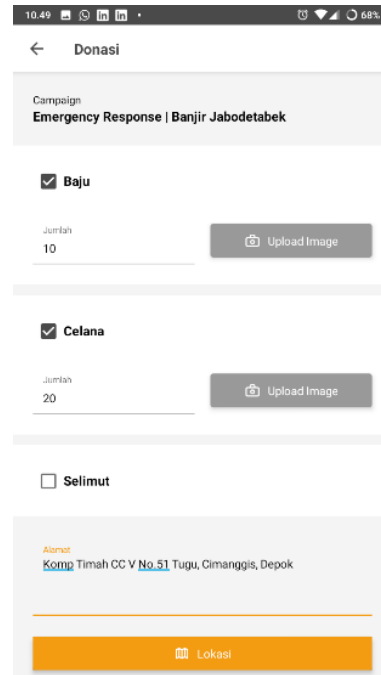 10.49 68%
Donasi
Campaign
Emergency Response | Banjir Jabodetabek
Baju
Jumlah
10
Upload Image
Celana
Jumlah
20
Upload Image
Selimut
Alamat
Komp Timah CC V No.51 Tugu, Cimanggis, Depok
Lokasi